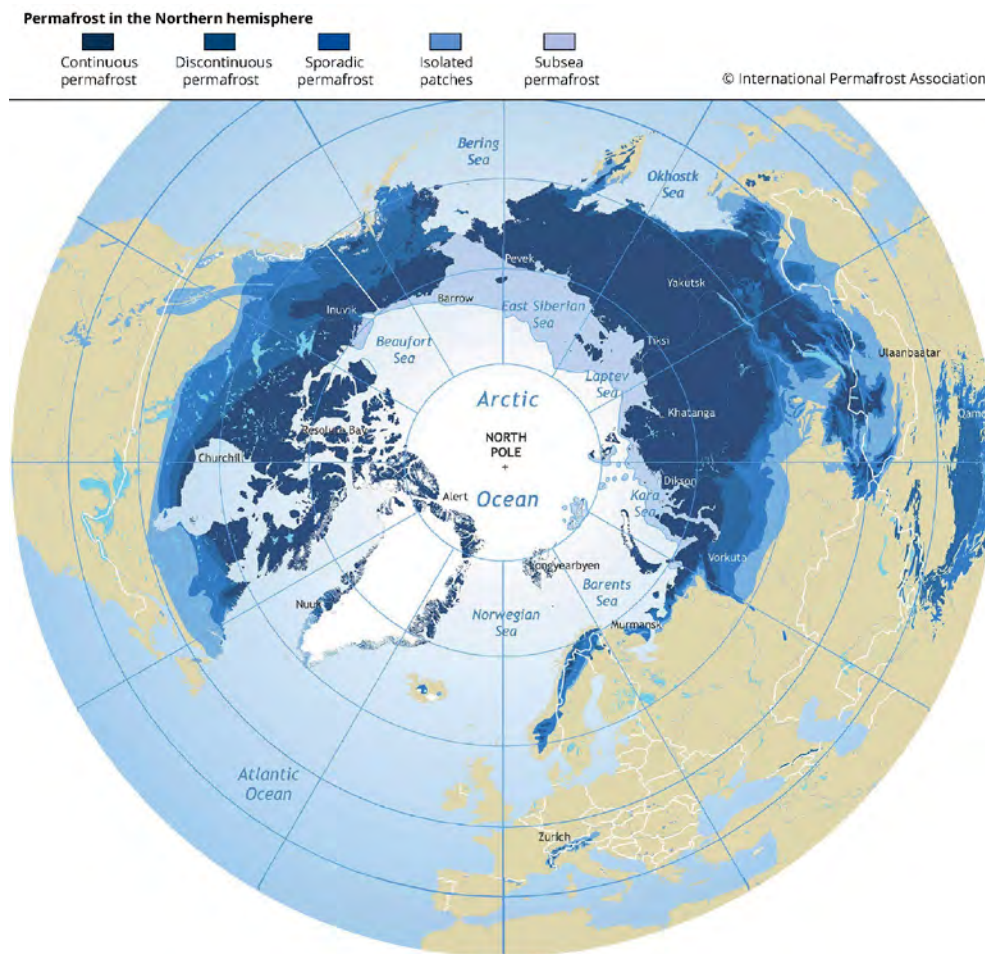 Permafrost in the Northern hemisphere
Continuous
permafrost
Discontinuous
permafrost
Sporadic
permafrost
Isolated
patches
Subsea
permafrost
© International Permafrost Association
Bering
Sea
Okhostk
Sea
Pevek
Yakutsk
Barrow
Inuvik
East Siberian
Sea
Tiksi
Beaufort
Sea
Ulaanbaatar
Laptev
Sea
Arctic
Khatanga
Qamdo
Resolute Bay
NORTH
POLE
Churchill
Dikson
Alert
Ocean
Kara
Sea
Vorkuta
Longyearbyen
Barents
Sea
Nuuk
Norwegian
Sea
Murmansk
Atlantic
Ocean
Zurich